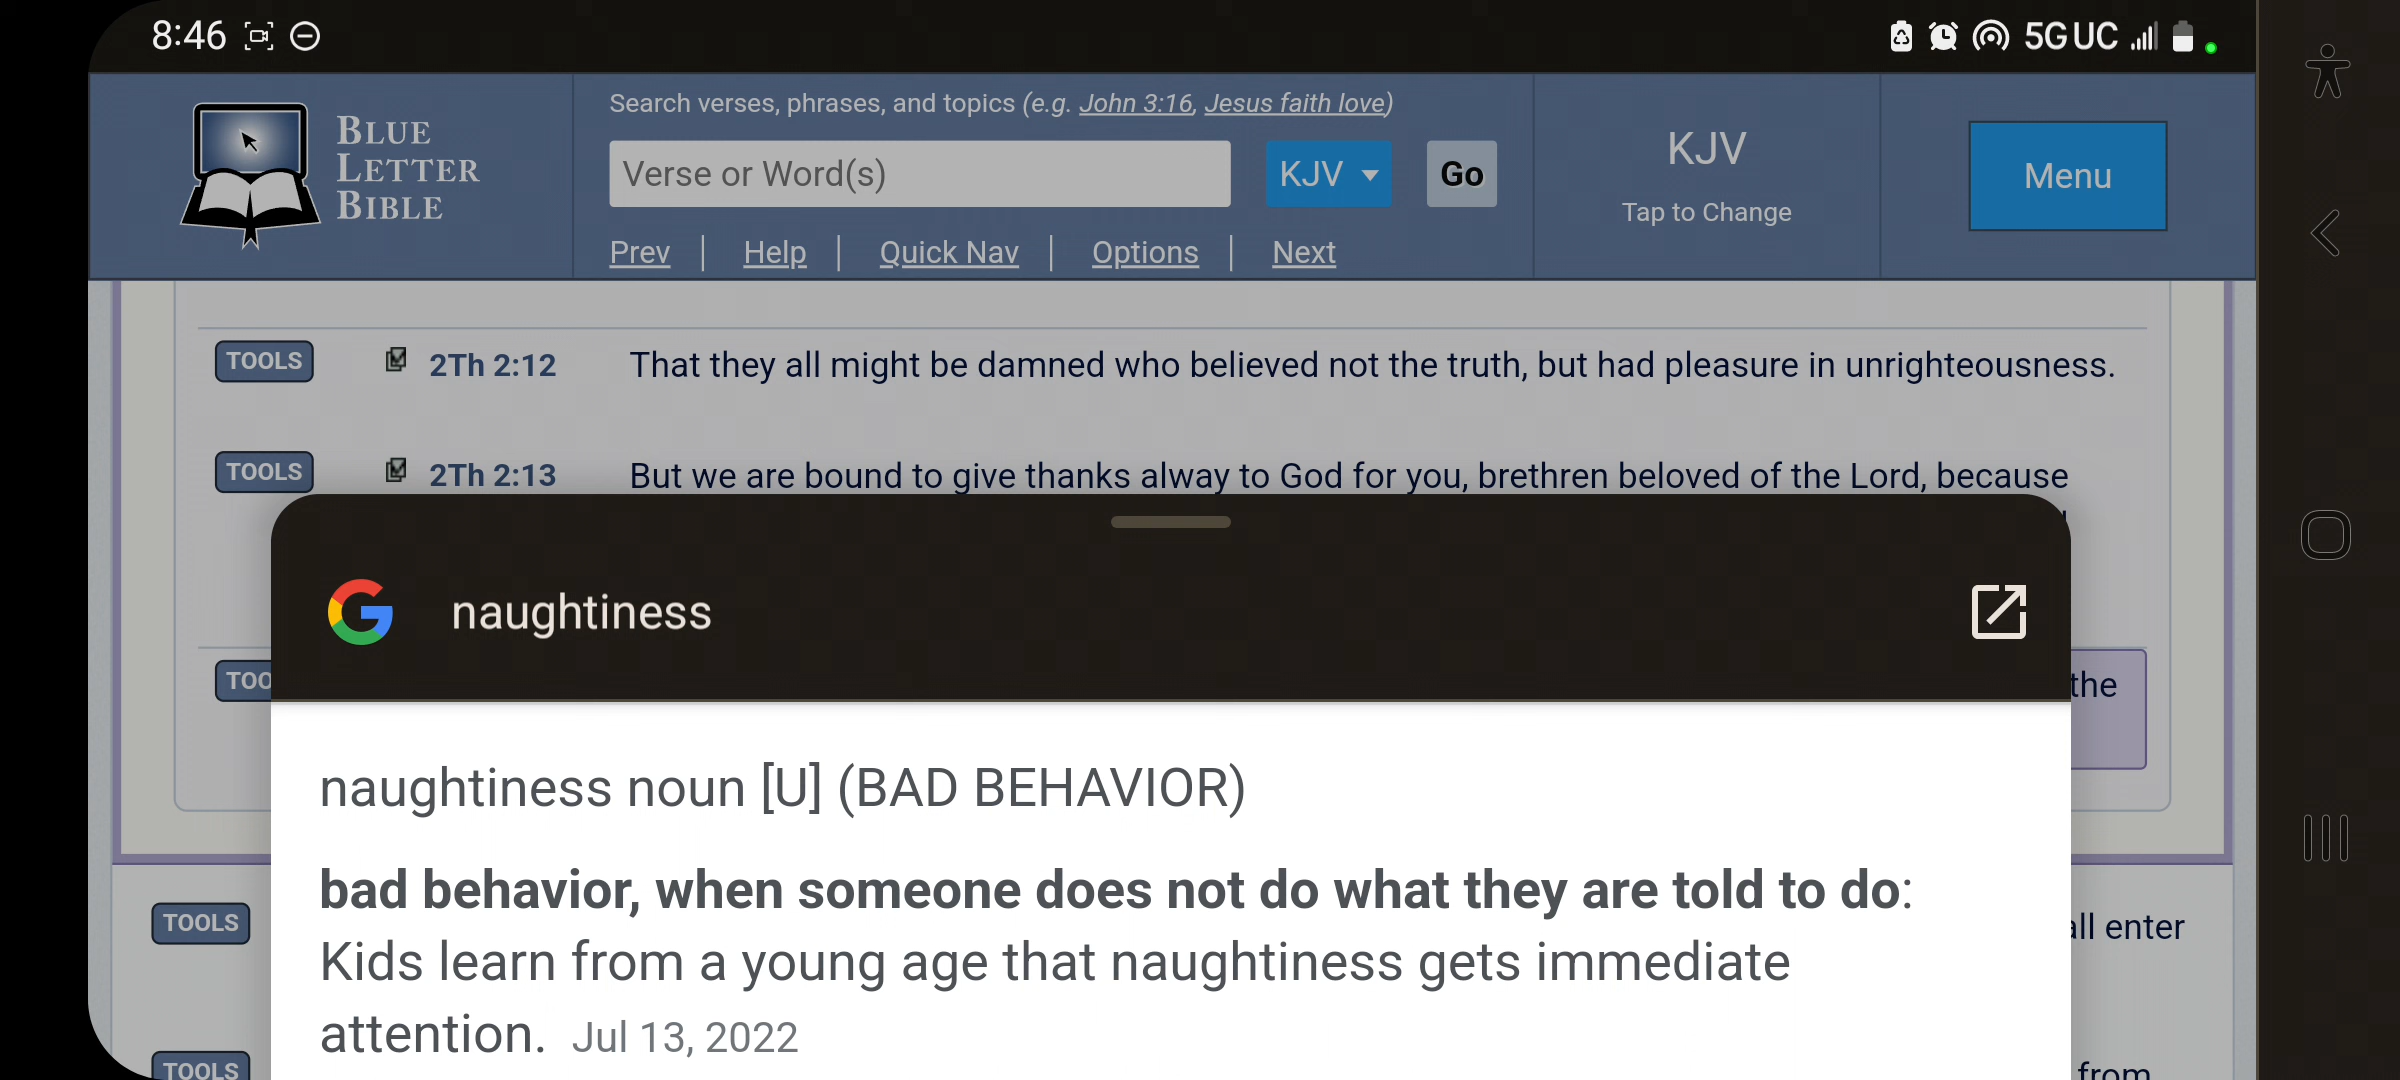 8:46
5G UC
BLUE
LETTER
BIBLE
Search verses, phrases, and topics (e.g. John 3:16, Jesus faith love)
Verse or Word(s)
KJV
Go
Prev | Help | Quick Nav | Options | Next
KJV
Tap to Change
Menu
TOOLS 2Th 2:12 That they all might be damned who believed not the truth, but had pleasure in unrighteousness.
TOOLS 2Th 2:13 But we are bound to give thanks alway to God for you, brethren beloved of the Lord, because
naughtiness
TOO
the
naughtiness noun [U] (BAD BEHAVIOR)
bad behavior, when someone does not do what they are told to do:
TOOLS
all enter
Kids learn from a young age that naughtiness gets immediate
attention. Jul 13, 2022
TOOLS
from